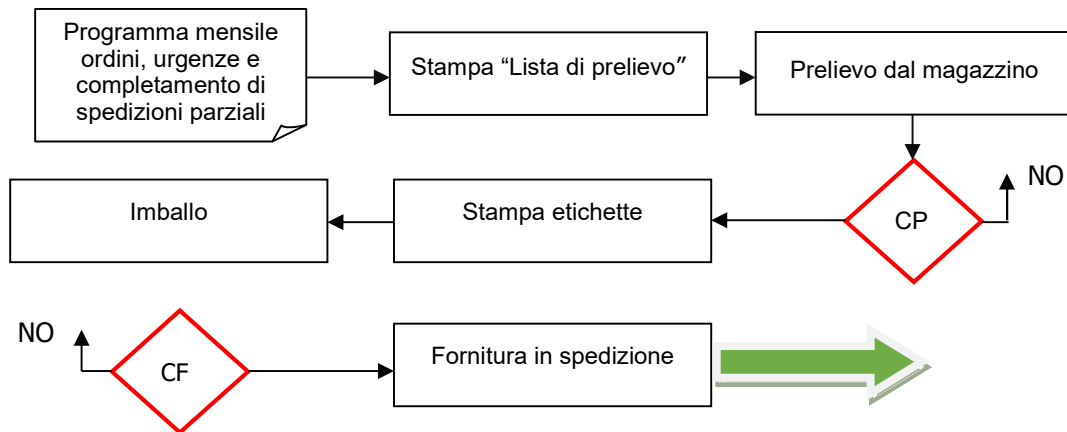 Programma mensile
ordini, urgenze e
completamento di
spedizioni parziali
Stampa “Lista di prelievo”
Prelievo dal magazzino
NO
CP
Stampa etichette
Imballo
NO
CF
Fornitura in spedizione